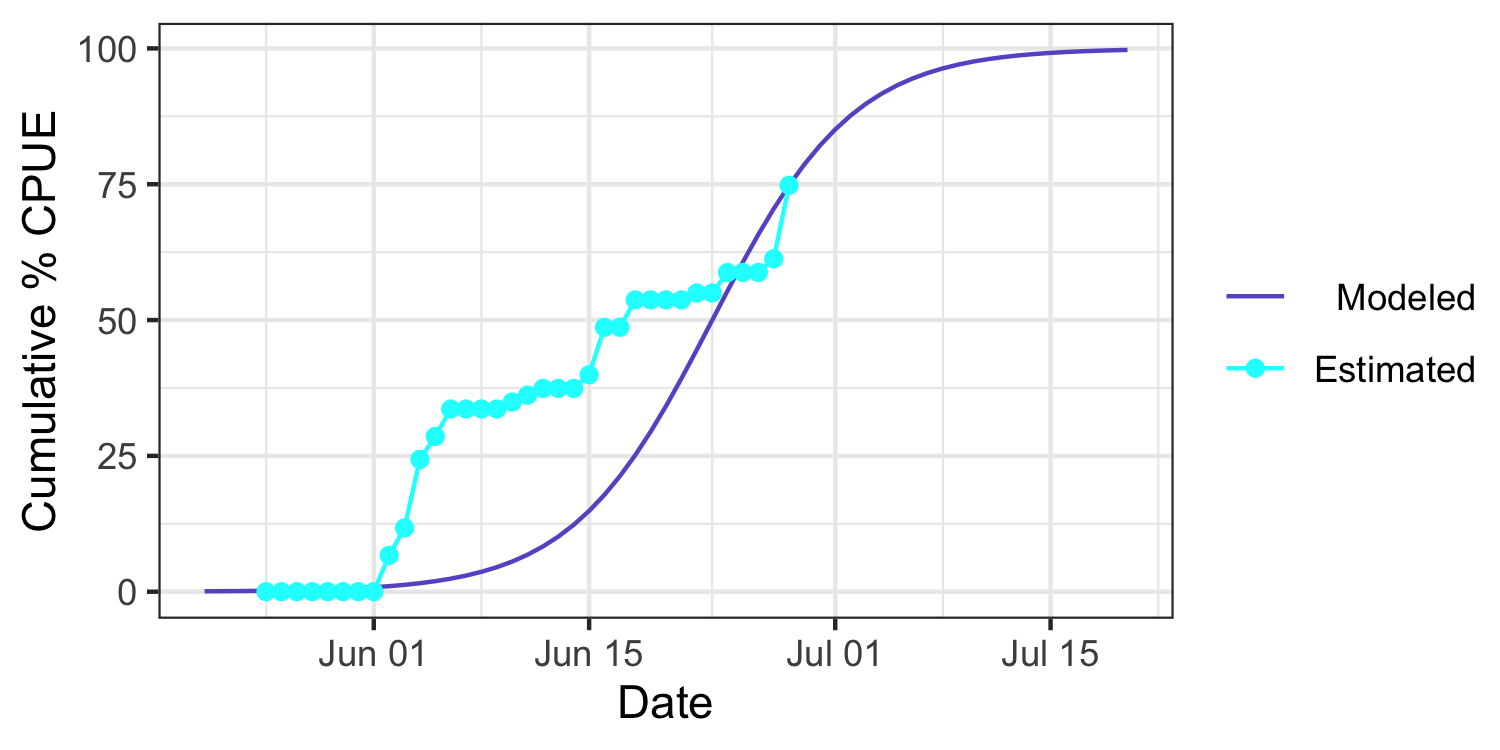 Cumulative % CPUE
100
75
50
25
0
Jun 01
Jun 15
Jul 01
Jul 15
Date
Modeled
Estimated